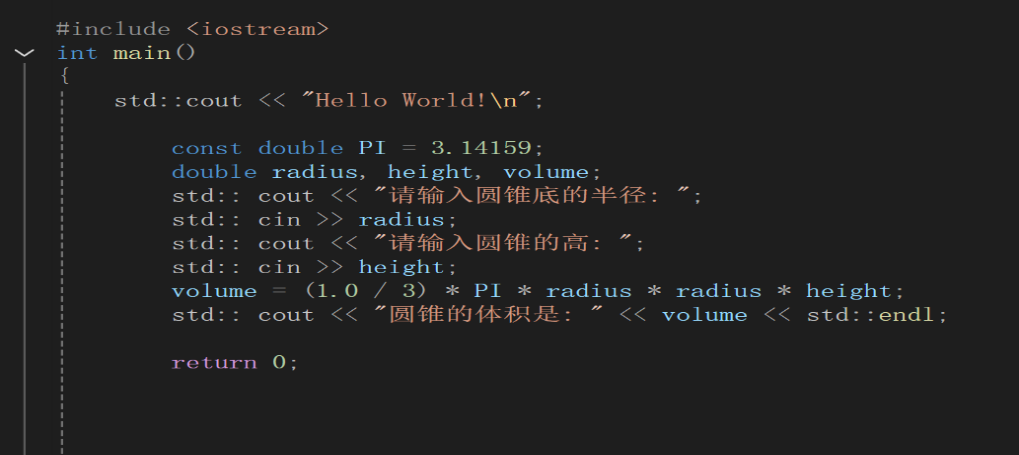 #include <iostream>
int main()
{
std::cout << "Hello World!\n";
const double PI = 3.14159;
double radius, height, volume;
std:: cout << "请输入圆锥底的半径: ";
std:: cin >> radius;
std:: cout << "请输入圆锥的高: ";
std:: cin >> height;
volume = (1.0 / 3) * PI * radius * radius * height;
std:: cout << "圆锥的体积是: " << volume << std::endl;
return 0;